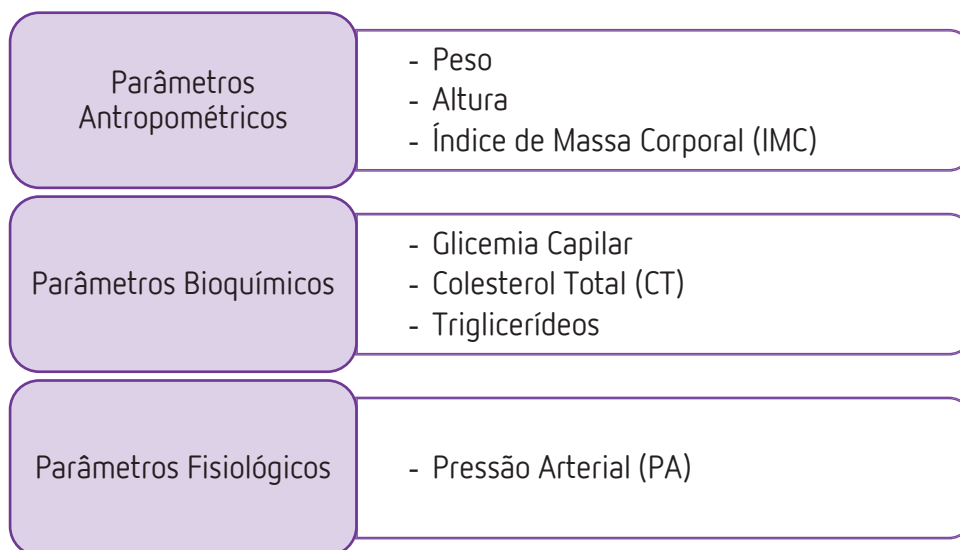 Parâmetros
Antropométricos
- Peso
- Altura
- Índice de Massa Corporal (IMC)
Parâmetros Bioquímicos
- Glicemia Capilar
- Colesterol Total (CT)
- Triglicerídeos
Parâmetros Fisiológicos
- Pressão Arterial (PA)